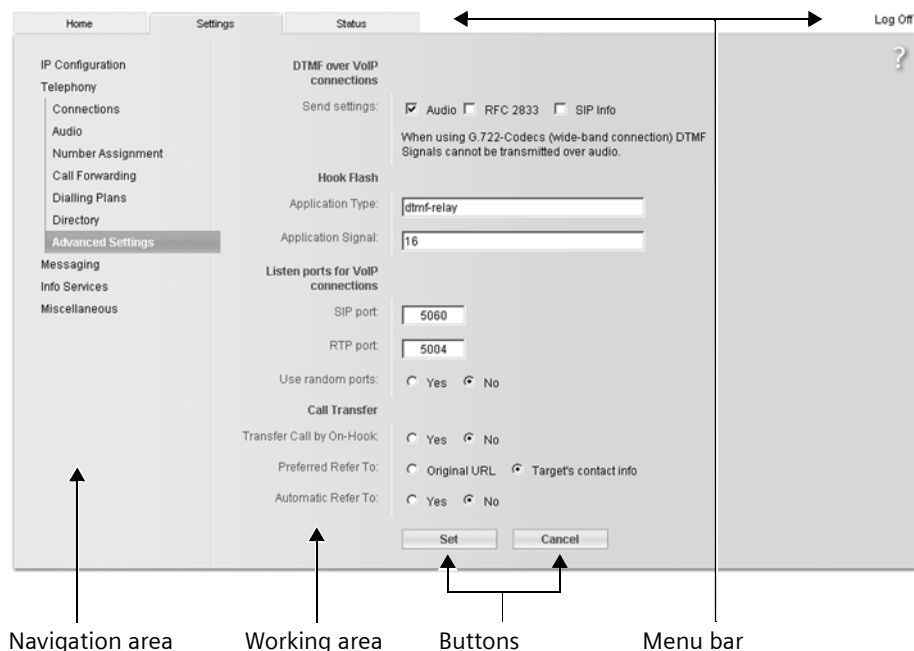 Home Settings Status Log Off
?
IP Configuration
Telephony
Connections
Audio
Number Assignment
Call Forwarding
Dialling Plans
Directory
Advanced Settings
Messaging
Info Services
Miscellaneous
DTMF over VoIP
connections
Send settings: Audio RFC 2833 SIP Info
When using G.722-Codecs (wide-band connection) DTMF
Signals cannot be transmitted over audio.
Hook Flash
Application Type: dtmf-relay
Application Signal: 16
Listen ports for VoIP
connections
SIP port: 5060
RTP port: 5004
Use random ports: Yes No
Call Transfer
Transfer Call by On-Hook: Yes No
Preferred Refer To: Original URL Target's contact info
Automatic Refer To: Yes No
Set Cancel
Navigation area Working area Buttons Menu bar